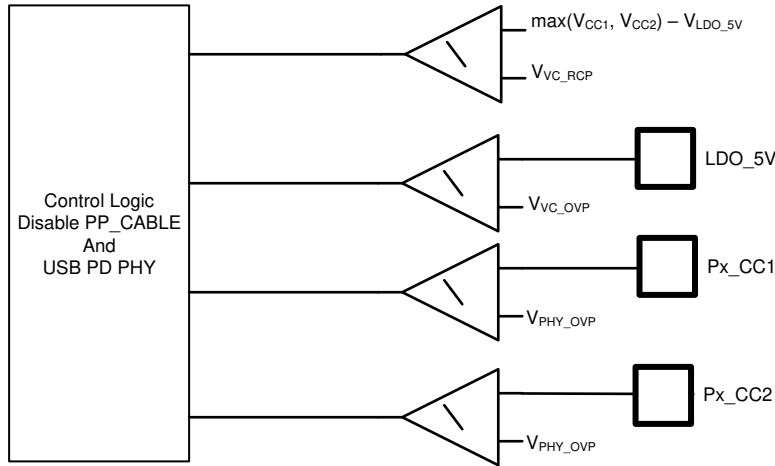 max(VCC1, VCC2) – VLDO_5V
VVC_RCP
LDO_5V
VVC_OVP
Control Logic
Disable PP_CABLE
And
USB PD PHY
Px_CC1
VPHY_OVP
Px_CC2
VPHY_OVP